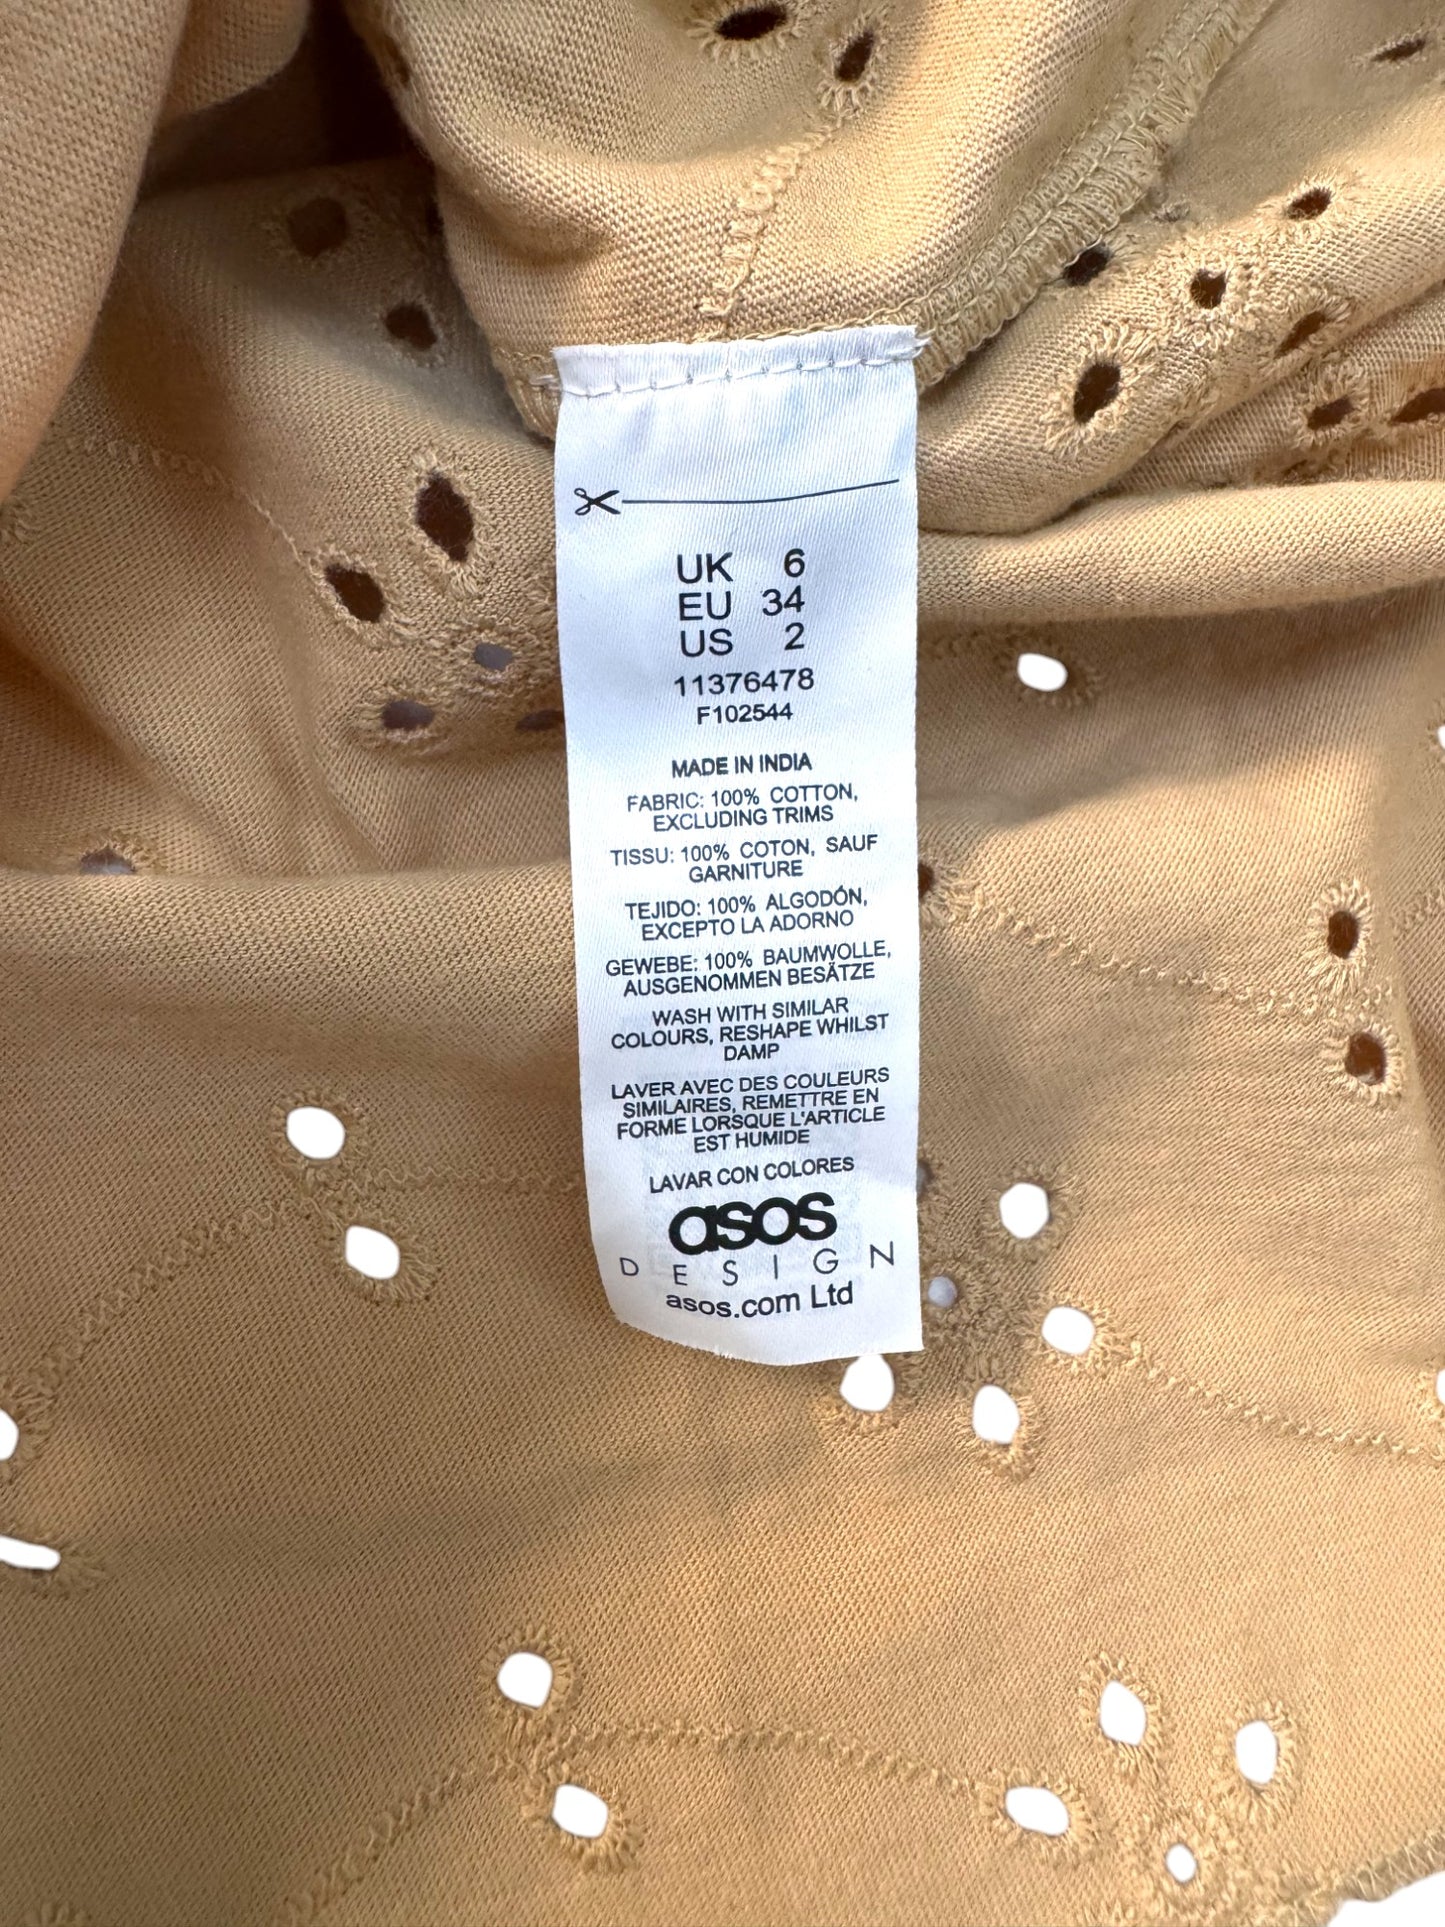 UK 6
EU 34
US 2
11376478
F102544
MADE IN INDIA
FABRIC: 100% COTTON,
EXCLUDING TRIMS
TISSU: 100% COTON, SAUF
GARNITURE
TEJIDO: 100% ALGODÓN,
EXCEPTO LA ADORNO
GEWEBE: 100% BAUMWOLLE,
AUSGENOMMEN BESÄTZE
WASH WITH SIMILAR
COLOURS, RESHAPE WHILST
DAMP
LAVER AVEC DES COULEURS
SIMILAIRES, REMETTRE EN
FORME LORSQUE L'ARTICLE
EST HUMIDE
LAVAR CON COLORES
asos
DESIGN
asos.com Ltd